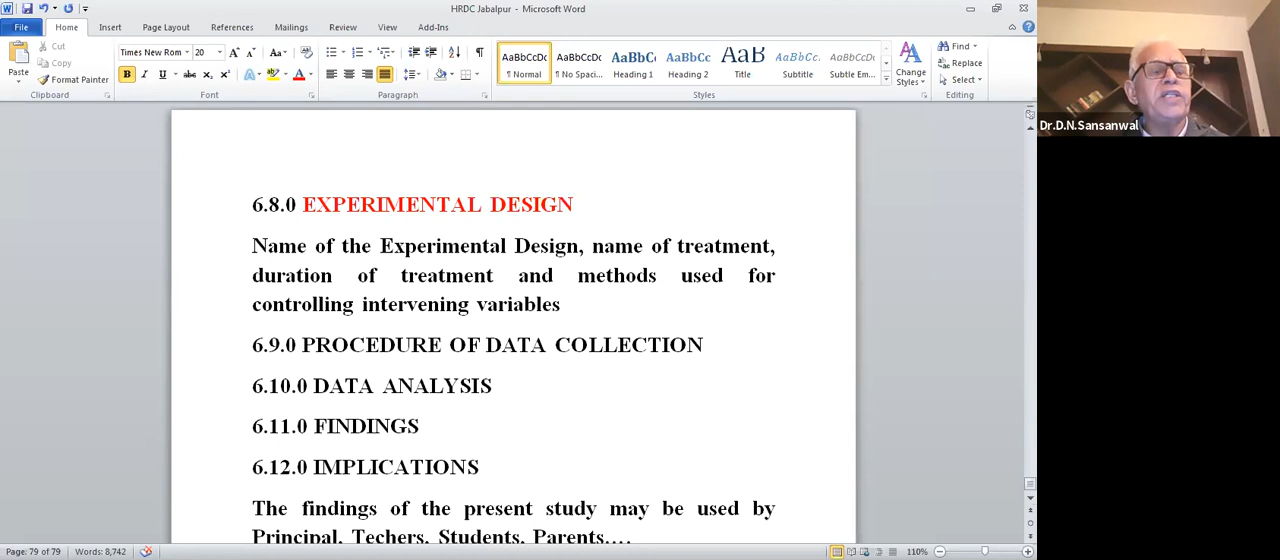 HRDC Jabalpur - Microsoft Word
File Home Insert Page Layout References Mailings Review View Add-Ins
Paste
Cut
Copy
Format Painter
Clipboard
Times New Rom 20
Font
Paragraph
AaBbCcDc AaBbCcDc AaBbC( AaBbCc AaB AaBbCc. AaBbCcDc
¶ Normal ¶ No Spaci... Heading 1 Heading 2 Title Subtitle Subtle Em...
Styles
Change
Styles
Find
Replace
Select
Editing
Dr.D.N.Sansanwal
6.8.0 EXPERIMENTAL DESIGN
Name of the Experimental Design, name of treatment,
duration of treatment and methods used for
controlling intervening variables
6.9.0 PROCEDURE OF DATA COLLECTION
6.10.0 DATA ANALYSIS
6.11.0 FINDINGS
6.12.0 IMPLICATIONS
The findings of the present study may be used by
Principal, Techers, Students, Parents....
Page: 79 of 79 Words: 8,742 110%